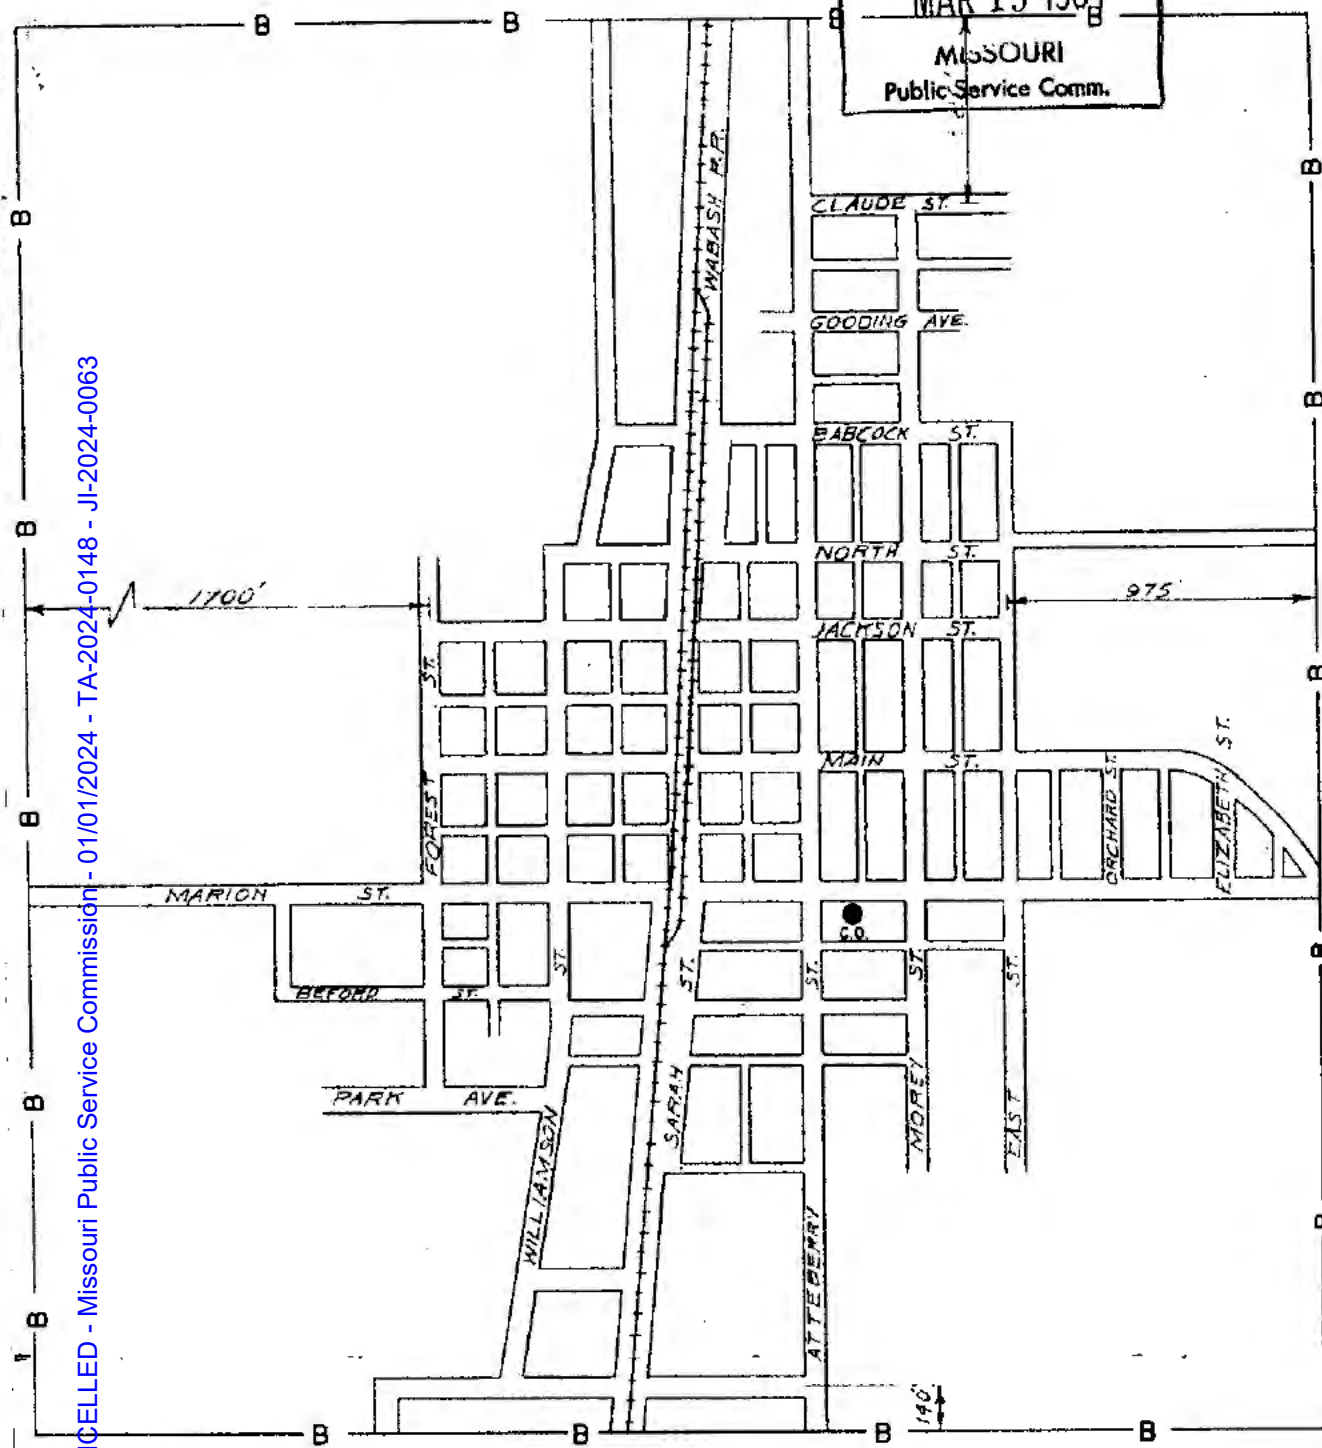 B
B
B
B
MISSOURI
Public Service Comm.
B
B
WABASH R.R.
CLAUDE ST.
GOODING AVE.
B
BABCOCK ST.
B
NORTH ST.
1700'
975'
JACKSON ST.
ST.
B
FOREST
MAIN ST.
ORCHARD ST.
ELIZABETH ST.
B
MARION ST.
C.O.
B
ST.
ST.
ST.
ST.
ST.
BEFORD ST.
PARK AVE.
B
WILLIAMSON
SARAH
MOREY
EAST
ATTEBERRY
B
B
140'
B
B
B
B
CELLED - Missouri Public Service Commission - 01/01/2024 - TA-2024-0148 - JI-2024-0063